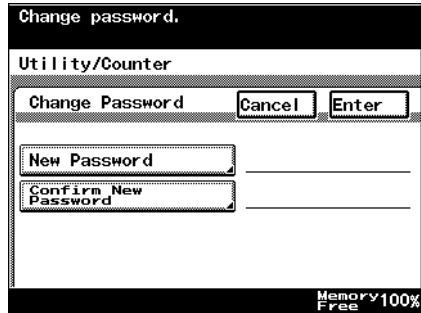 Change password.
Utility/Counter
Change Password
Cancel
Enter
New Password
Confirm New
Password
Memory
Free 100%